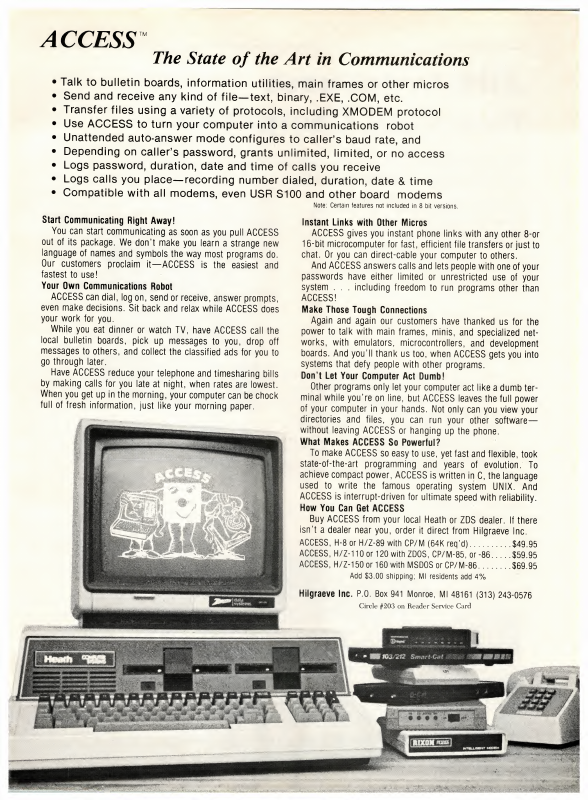 ACCESS™
The State of the Art in Communications
• Talk to bulletin boards, information utilities, main frames or other micros
• Send and receive any kind of file—text, binary, .EXE, .COM, etc.
• Transfer files using a variety of protocols, including XMODEM protocol
• Use ACCESS to turn your computer into a communications robot
• Unattended auto-answer mode configures to caller's baud rate, and
• Depending on caller's password, grants unlimited, limited, or no access
• Logs password, duration, date and time of calls you receive
• Logs calls you place—recording number dialed, duration, date & time
• Compatible with all modems, even USR S100 and other board modems
Note: Certain features not included in 8 bit versions.
Start Communicating Right Away!
You can start communicating as soon as you pull ACCESS
out of its package. We don't make you learn a strange new
language of names and symbols the way most programs do.
Our customers proclaim it—ACCESS is the easiest and
fastest to use!
Your Own Communications Robot
ACCESS can dial, log on, send or receive, answer prompts,
even make decisions. Sit back and relax while ACCESS does
your work for you.
While you eat dinner or watch TV, have ACCESS call the
local bulletin boards, pick up messages to you, drop off
messages to others, and collect the classified ads for you to
go through later.
Have ACCESS reduce your telephone and timesharing bills
by making calls for you late at night, when rates are lowest.
When you get up in the morning, your computer can be chock
full of fresh information, just like your morning paper.
Instant Links with Other Micros
ACCESS gives you instant phone links with any other 8-or
16-bit microcomputer for fast, efficient file transfers or just to
chat. Or you can direct-cable your computer to others.
And ACCESS answers calls and lets people with one of your
passwords have either limited or unrestricted use of your
system . . . including freedom to run programs other than
ACCESS!
Make Those Tough Connections
Again and again our customers have thanked us for the
power to talk with main frames, minis, and specialized net-
works, with emulators, microcontrollers, and development
boards. And you'll thank us too, when ACCESS gets you into
systems that defy people with other programs.
Don't Let Your Computer Act Dumb!
Other programs only let your computer act like a dumb ter-
minal while you're on line, but ACCESS leaves the full power
of your computer in your hands. Not only can you view your
directories and files, you can run your other software—
without leaving ACCESS or hanging up the phone.
What Makes ACCESS So Powerful?
To make ACCESS so easy to use, yet fast and flexible, took
state-of-the-art programming and years of evolution. To
achieve compact power, ACCESS is written in C, the language
used to write the famous operating system UNIX. And
ACCESS is interrupt-driven for ultimate speed with reliability.
How You Can Get ACCESS
Buy ACCESS from your local Heath or ZDS dealer. If there
isn't a dealer near you, order it direct from Hilgraeve Inc.
ACCESS, H-8 or H/Z-89 with CP/M (64K req'd)..........$49.95
ACCESS, H/Z-110 or 120 with ZDOS, CP/M-85, or -86.....$59.95
ACCESS, H/Z-150 or 160 with MSDOS or CP/M-86........$69.95
Add $3.00 shipping; MI residents add 4%
Hilgraeve Inc. P.O. Box 941 Monroe, MI 48161 (313) 243-0576
Circle #203 on Reader Service Card
ACCESS
Heath
103/212 Smart-Cat
RIXON
INTELLIGENT MODEM